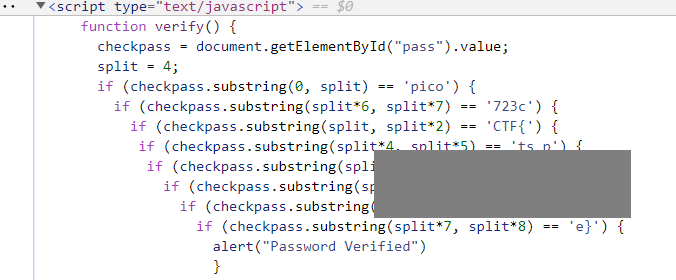 <script type="text/javascript"> == $0
function verify() {
checkpass = document.getElementById("pass").value;
split = 4;
if (checkpass.substring(0, split) == 'pico') {
if (checkpass.substring(split*6, split*7) == '723c') {
if (checkpass.substring(split, split*2) == 'CTF{') {
if (checkpass.substring(split*4, split*5) == 'ts_p') {
if (checkpass.substring(spli
if (checkpass.substring(sp
if (checkpass.substring(
if (checkpass.substring(split*7, split*8) == 'e}') {
alert("Password Verified")
}